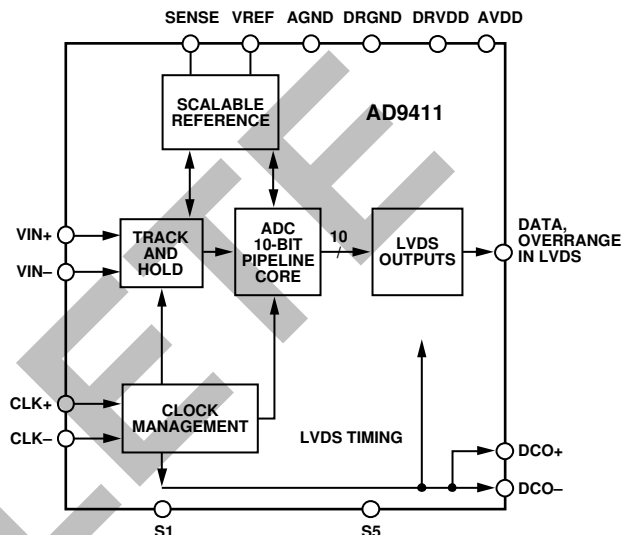 SENSE VREF AGND DRGND DRVDD AVDD
SCALABLE
REFERENCE
AD9411
VIN+
VIN–
TRACK
AND
HOLD
ADC
10-BIT
PIPELINE
CORE
10
LVDS
OUTPUTS
DATA,
OVERRANGE
IN LVDS
CLK+
CLK–
CLOCK
MANAGEMENT
LVDS TIMING
DCO+
DCO–
S1 S5